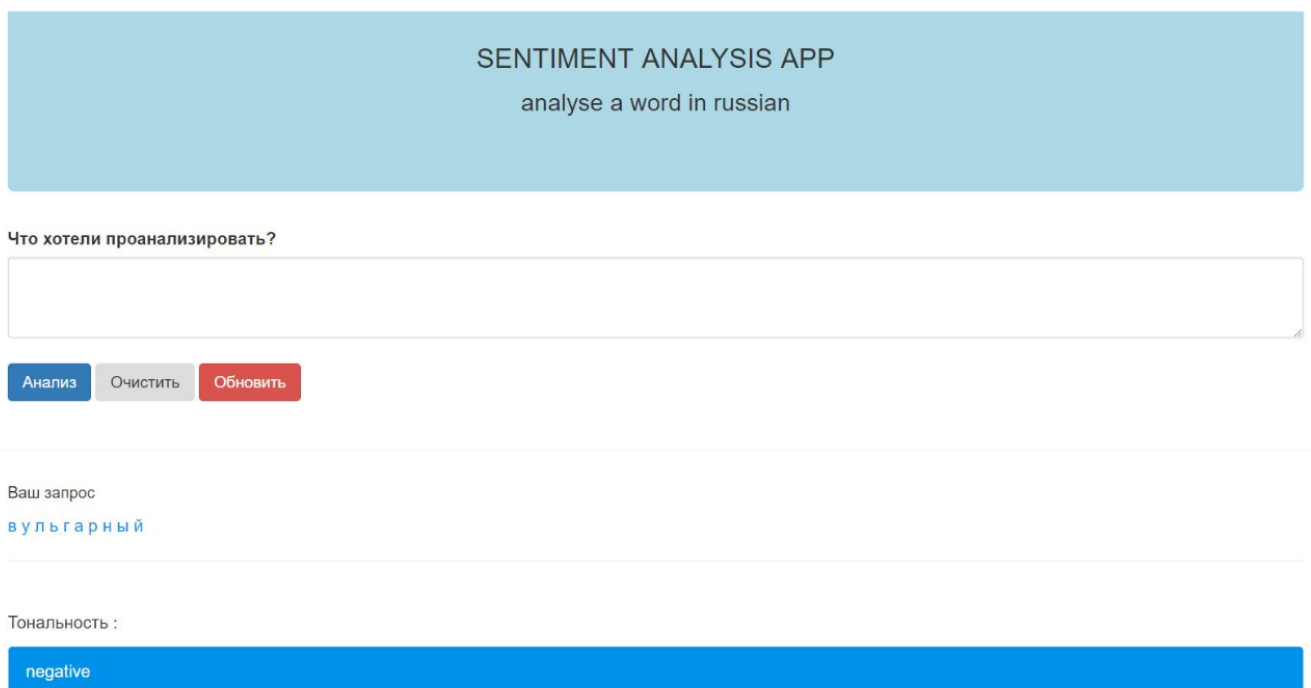 SENTIMENT ANALYSIS APP
analyse a word in russian
Что хотели проанализировать?
Анализ Очистить Обновить
Ваш запрос
в у л ь г а р н ы й
Тональность :
negative